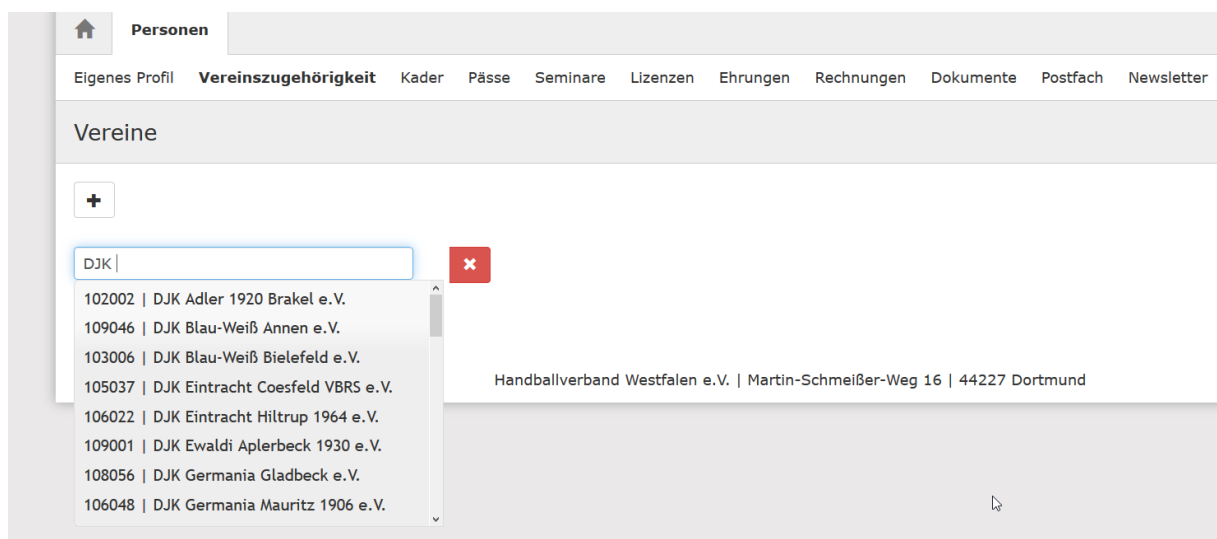 Personen
Eigenes Profil Vereinszugehörigkeit Kader Pässe Seminare Lizenzen Ehrungen Rechnungen Dokumente Postfach Newsletter
Vereine
DJK
102002 | DJK Adler 1920 Brakel e.V.
109046 | DJK Blau-Weiß Annen e.V.
103006 | DJK Blau-Weiß Bielefeld e.V.
105037 | DJK Eintracht Coesfeld VBRS e.V.
106022 | DJK Eintracht Hiltrup 1964 e.V.
109001 | DJK Ewaldi Aplerbeck 1930 e.V.
108056 | DJK Germania Gladbeck e.V.
106048 | DJK Germania Mauritz 1906 e.V.
Handballverband Westfalen e.V. | Martin-Schmeißer-Weg 16 | 44227 Dortmund